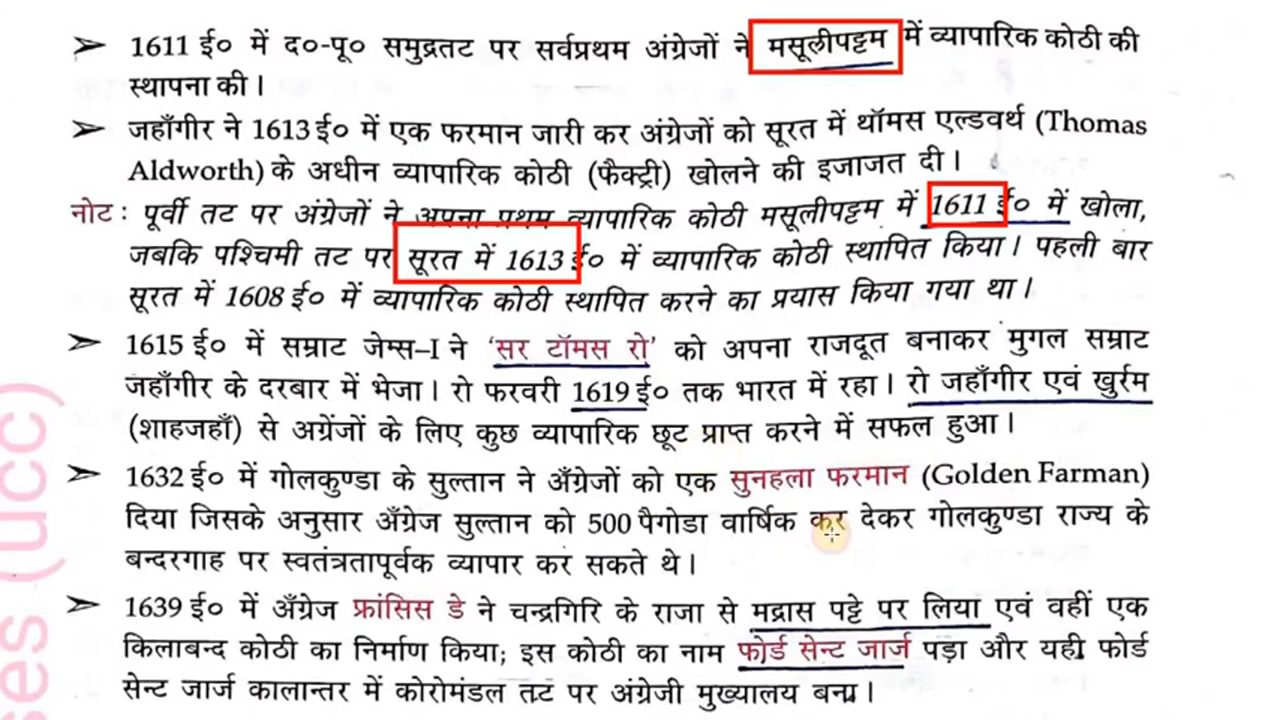 ➢ 1611 ई० में द०-पू० समुद्रतट पर सर्वप्रथम अंग्रेजों ने मसूलीपट्टम में व्यापारिक कोठी की
स्थापना की।
➢ जहाँगीर ने 1613 ई० में एक फरमान जारी कर अंग्रेजों को सूरत में थॉमस एल्डवर्थ (Thomas
Aldworth) के अधीन व्यापारिक कोठी (फैक्ट्री) खोलने की इजाजत दी।
नोट : पूर्वी तट पर अंग्रेजों ने अपना प्रथम व्यापारिक कोठी मसूलीपट्टम में 1611 ई० में खोला,
जबकि पश्चिमी तट पर सूरत में 1613 ई० में व्यापारिक कोठी स्थापित किया। पहली बार
सूरत में 1608 ई० में व्यापारिक कोठी स्थापित करने का प्रयास किया गया था।
➢ 1615 ई० में सम्राट जेम्स–I ने 'सर टॉमस रो' को अपना राजदूत बनाकर मुगल सम्राट
जहाँगीर के दरबार में भेजा। रो फरवरी 1619 ई० तक भारत में रहा। रो जहाँगीर एवं खुर्रम
(शाहजहाँ) से अग्रेंजों के लिए कुछ व्यापारिक छूट प्राप्त करने में सफल हुआ।
➢ 1632 ई० में गोलकुण्डा के सुल्तान ने अँग्रेजों को एक सुनहला फरमान (Golden Farman)
दिया जिसके अनुसार अँग्रेज सुल्तान को 500 पैगोडा वार्षिक कर देकर गोलकुण्डा राज्य के
बन्दरगाह पर स्वतंत्रतापूर्वक व्यापार कर सकते थे।
➢ 1639 ई० में अँग्रेज फ्रांसिस डे ने चन्द्रगिरि के राजा से मद्रास पट्टे पर लिया एवं वहीं एक
किलाबन्द कोठी का निर्माण किया; इस कोठी का नाम फोर्ड सेन्ट जार्ज पड़ा और यही फोर्ड
सेन्ट जार्ज कालान्तर में कोरोमंडल तट पर अंग्रेजी मुख्यालय बना।
ses (ucc)